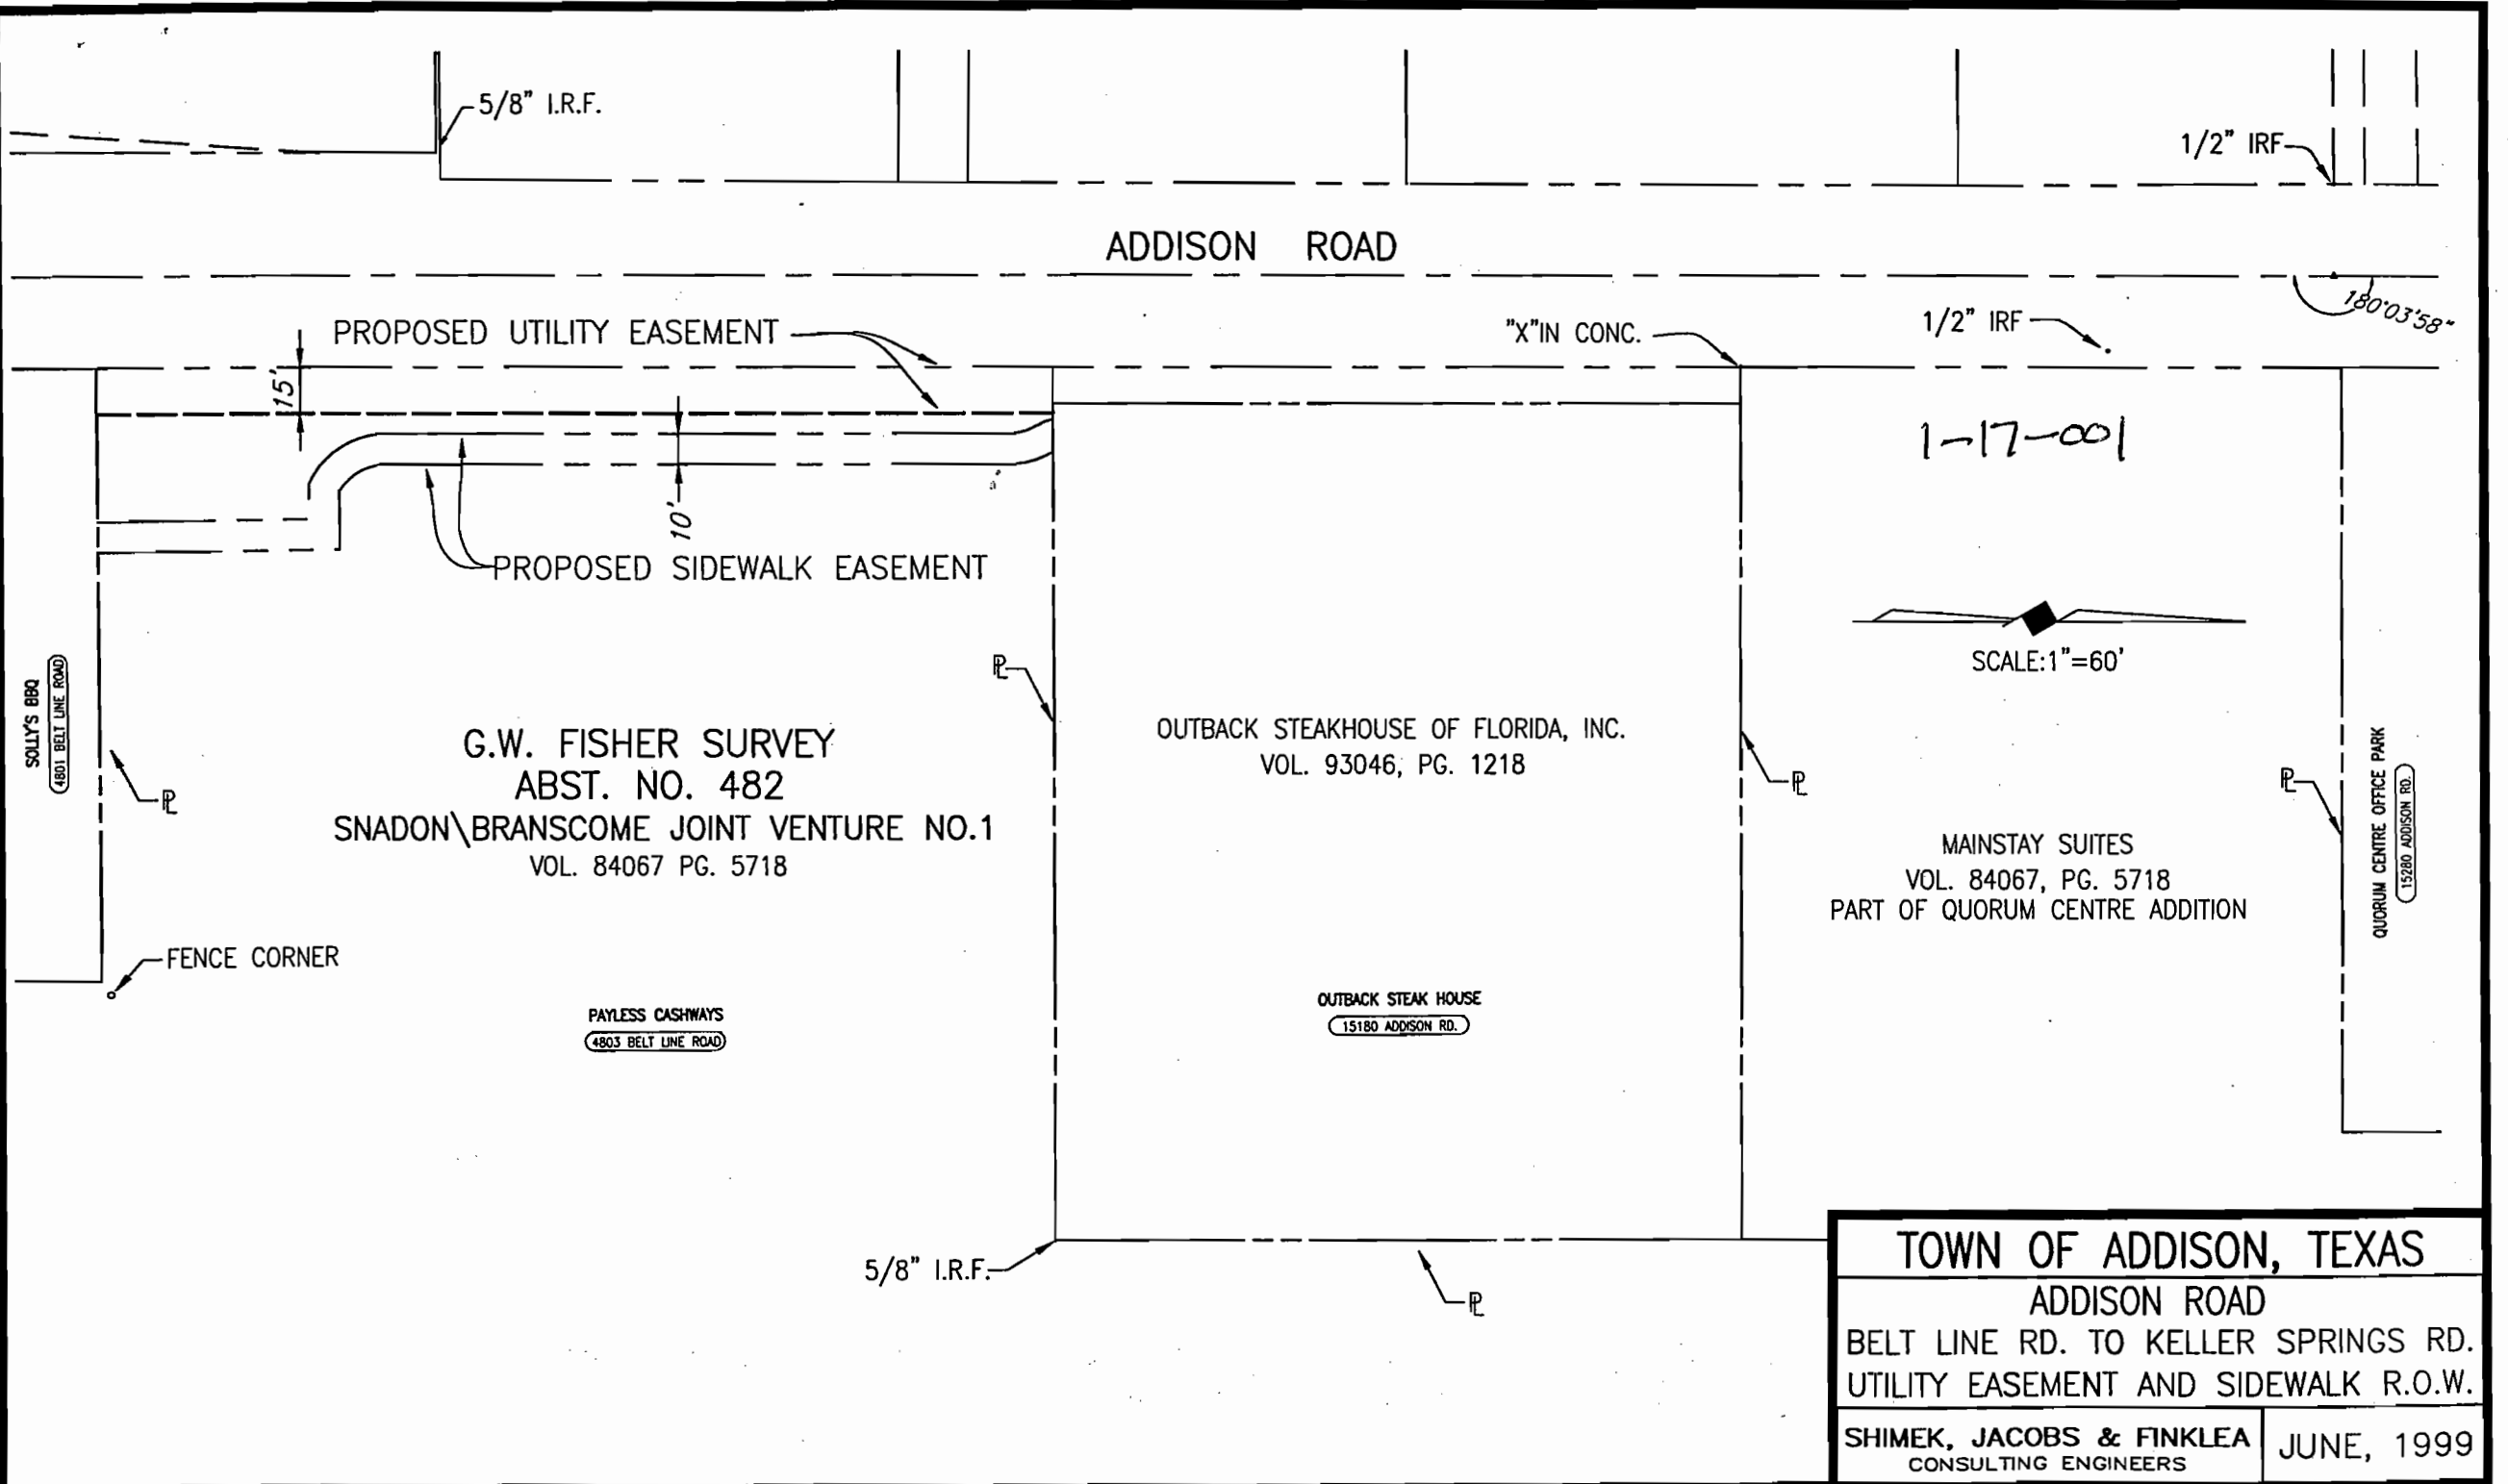 5/8" I.R.F.
1/2" IRF
ADDISON ROAD
180°03'58"
PROPOSED UTILITY EASEMENT
"X"IN CONC.
1/2" IRF
15'
1-17-001
10'
PROPOSED SIDEWALK EASEMENT
SCALE:1"=60'
SOLLY'S BBQ
4801 BELT LINE ROAD
PL
G.W. FISHER SURVEY
ABST. NO. 482
SNADON\BRANSCOME JOINT VENTURE NO.1
VOL. 84067 PG. 5718
PL
OUTBACK STEAKHOUSE OF FLORIDA, INC.
VOL. 93046, PG. 1218
PL
MAINSTAY SUITES
VOL. 84067, PG. 5718
PART OF QUORUM CENTRE ADDITION
PL
QUORUM CENTRE OFFICE PARK
15280 ADDISON RD.
FENCE CORNER
PAYLESS CASHWAYS
4803 BELT LINE ROAD
OUTBACK STEAK HOUSE
15180 ADDISON RD.
5/8" I.R.F.
PL
TOWN OF ADDISON, TEXAS
ADDISON ROAD
BELT LINE RD. TO KELLER SPRINGS RD.
UTILITY EASEMENT AND SIDEWALK R.O.W.
SHIMEK, JACOBS & FINKLEA
CONSULTING ENGINEERS
JUNE, 1999